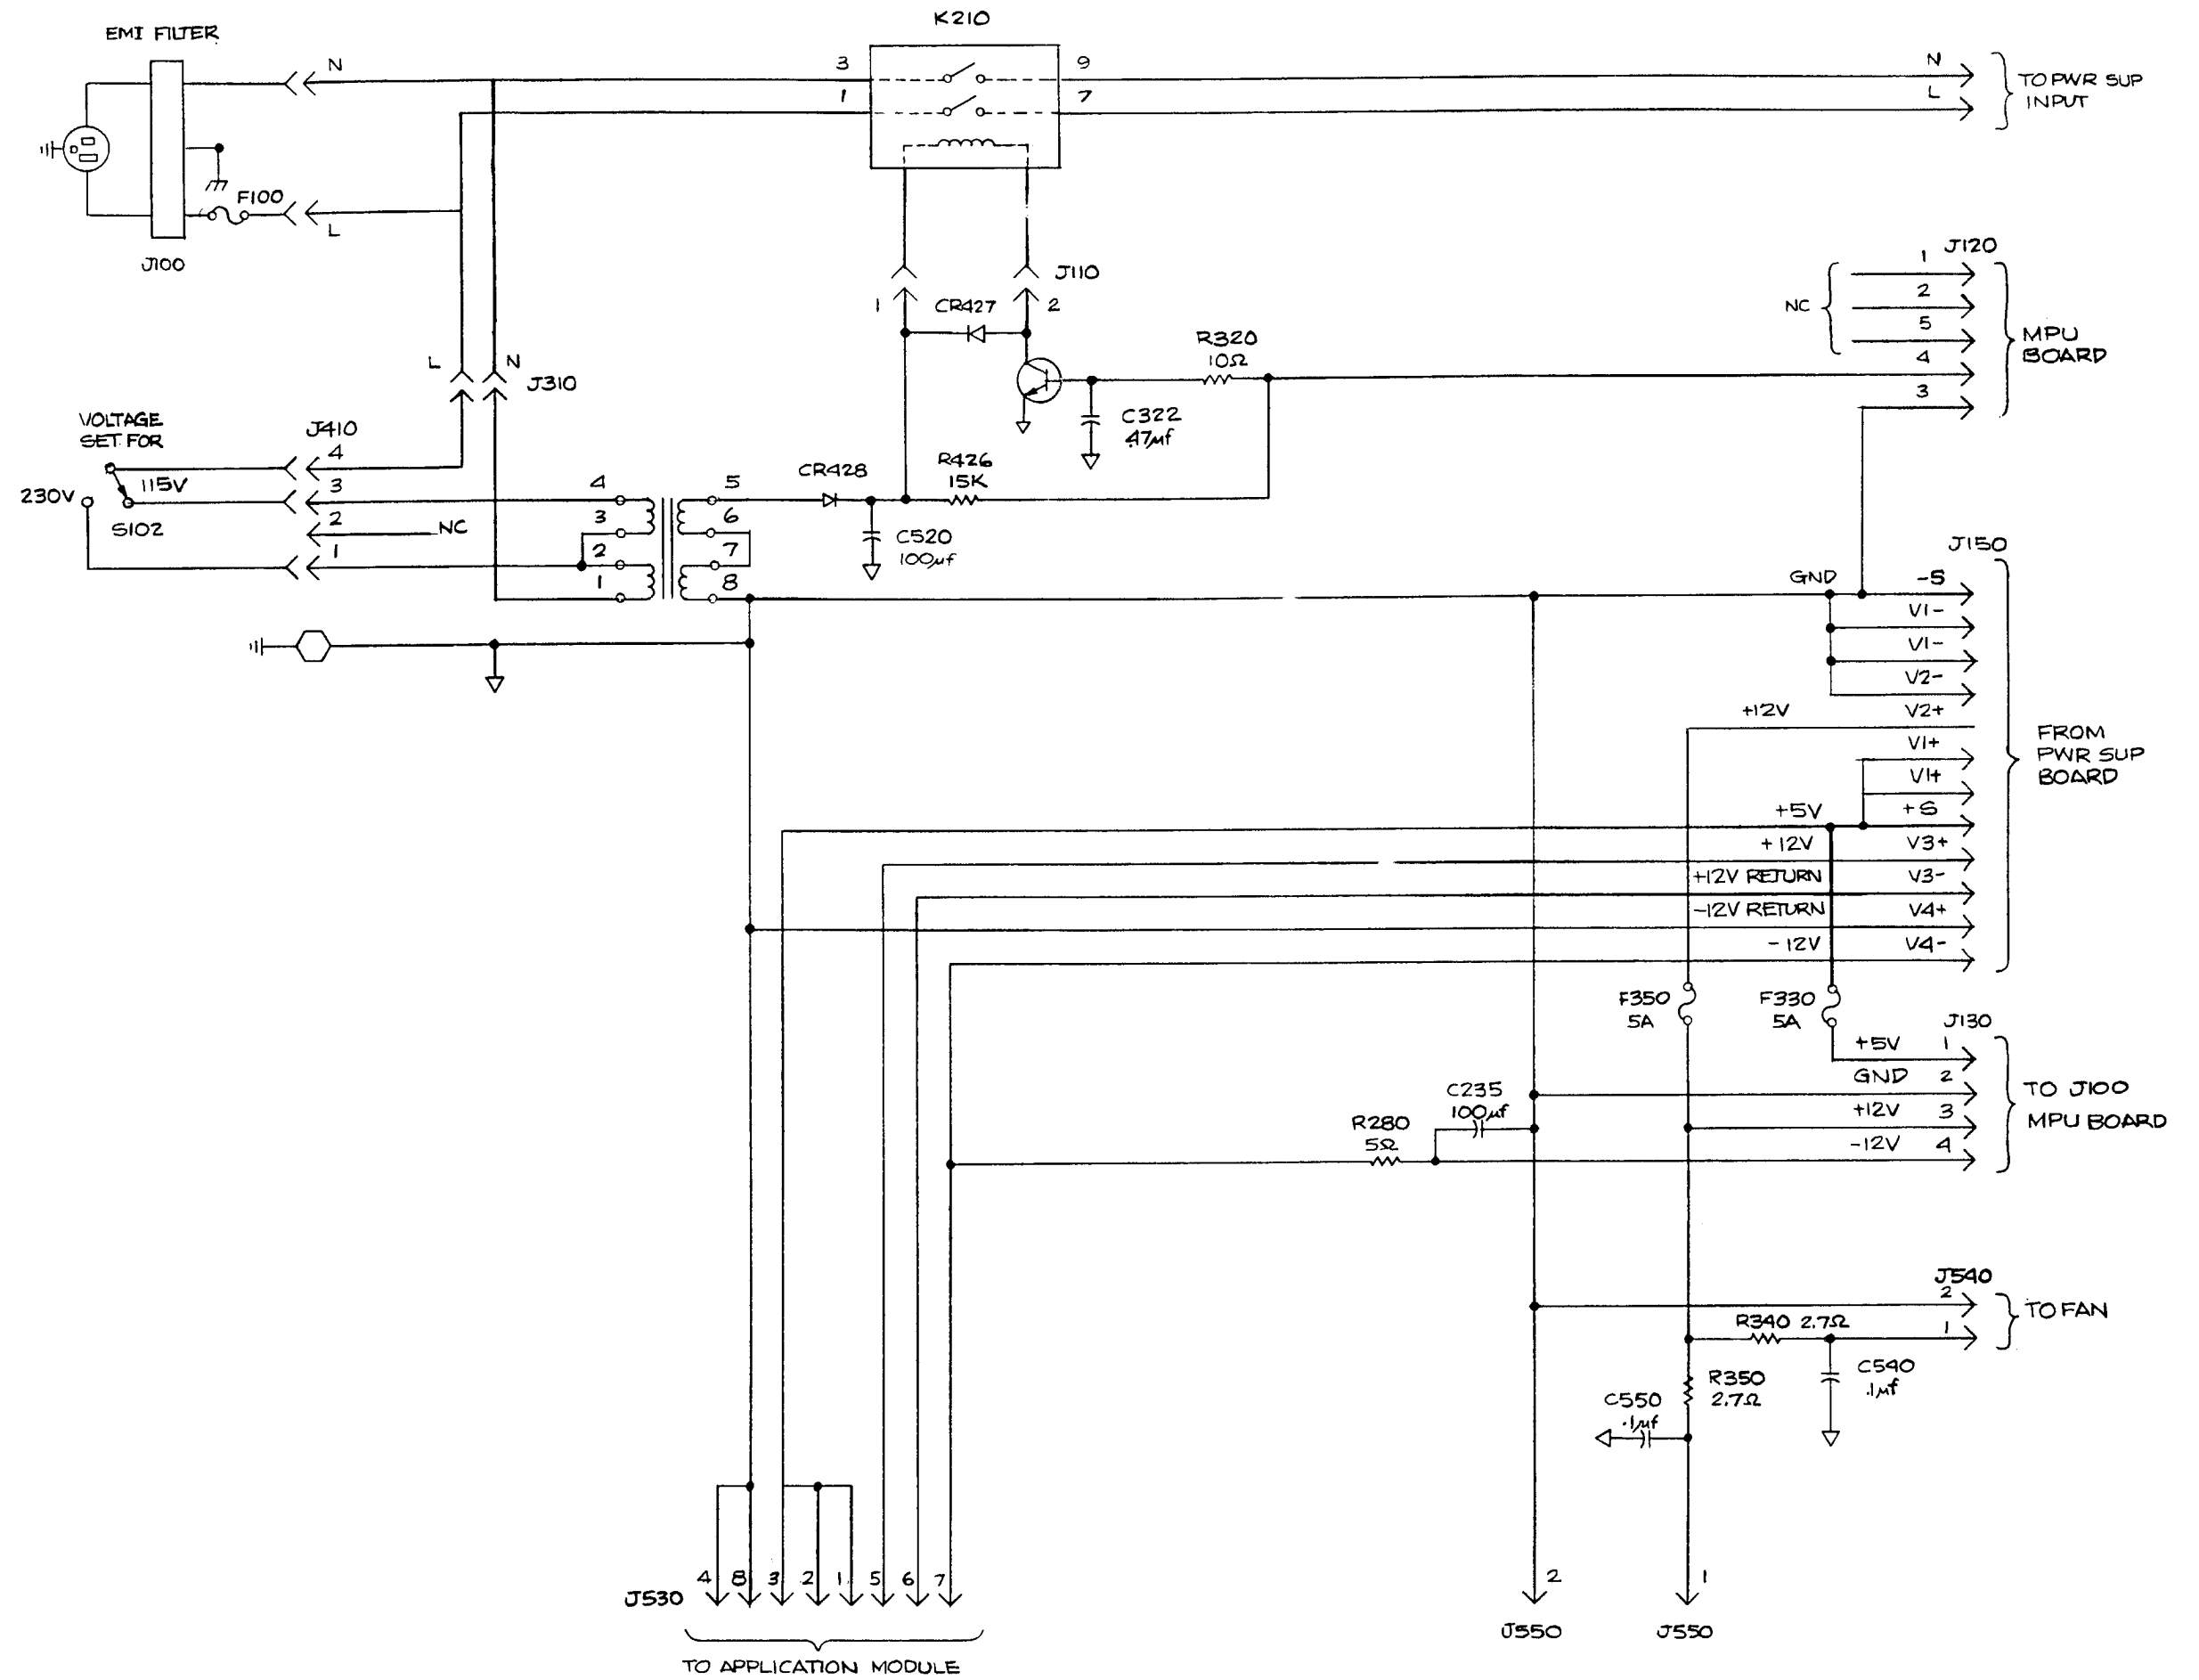 K210
EMI FILTER
N
3
9
N
1
7
L
TO PWR SUP
INPUT
F100
L
J100
J110
1
CR427
2
J120
1
2
NC
5
4
3
MPU
BOARD
R320
10Ω
L
N
J310
C322
.47µf
VOLTAGE
SET FOR
J410
4
115V
3
230V
S102
2
NC
1
4
3
2
1
5
6
7
8
CR428
R426
15K
C520
100µf
J150
GND
-S
V1-
V1-
V2-
+12V
V2+
V1+
V1+
+5V
+S
+12V
V3+
+12V RETURN
V3-
-12V RETURN
V4+
-12V
V4-
FROM
PWR SUP
BOARD
F350
5A
F330
5A
J130
+5V
1
GND
2
+12V
3
-12V
4
TO J100
MPU BOARD
C235
100µf
R280
5Ω
J540
2
R340 2.7Ω
1
TO FAN
C540
.1µf
R350
2.7Ω
C550
.1µf
J530
4
8
3
2
1
5
6
7
2
1
J550
J550
TO APPLICATION MODULE